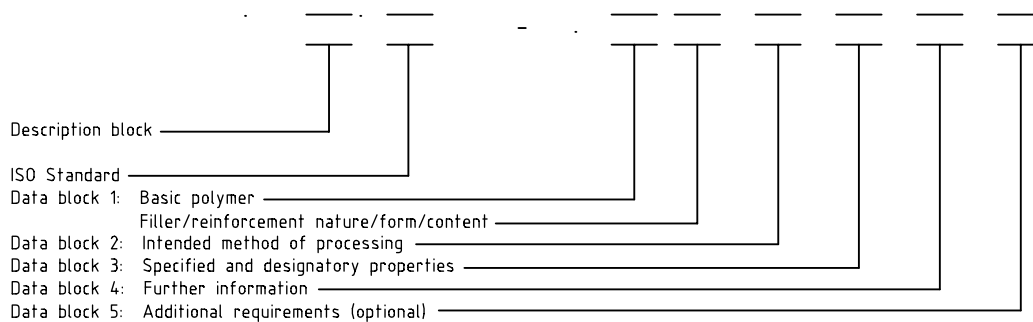 Description block
ISO Standard
Data block 1: Basic polymer
Filler/reinforcement nature/form/content
Data block 2: Intended method of processing
Data block 3: Specified and designatory properties
Data block 4: Further information
Data block 5: Additional requirements (optional)